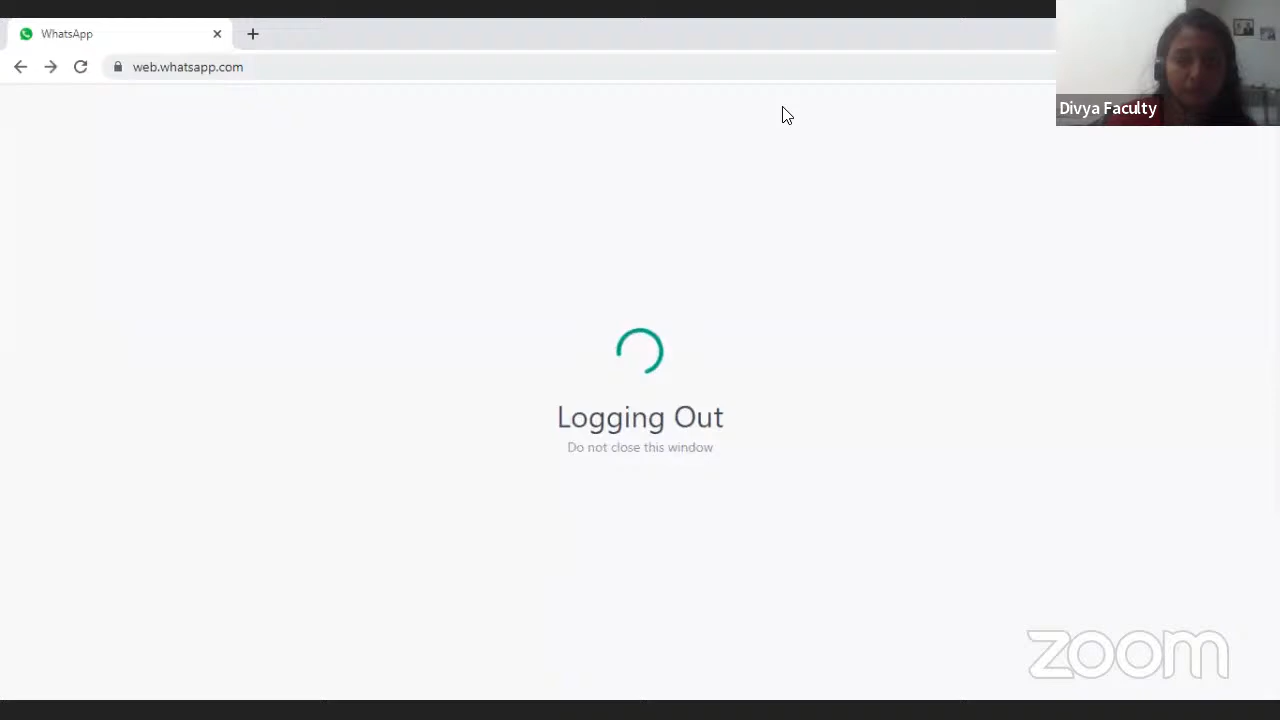 WhatsApp
web.whatsapp.com
Divya Faculty
Logging Out
Do not close this window
zoom